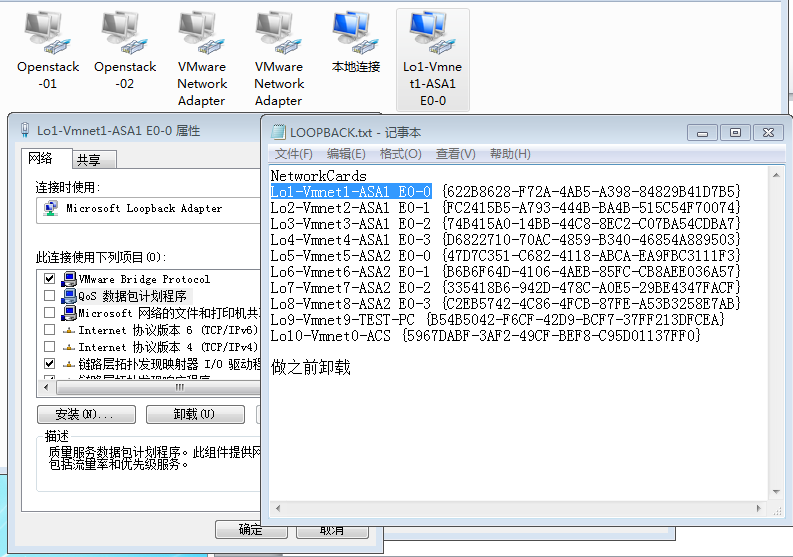 Openstack
-01
Openstack
-02
VMware
Network
Adapter
VMware
Network
Adapter
本地连接
Lo1-Vmne
t1-ASA1
E0-0
Lo1-Vmnet1-ASA1 E0-0 属性
网络
共享
连接时使用:
Microsoft Loopback Adapter
此连接使用下列项目(O):
VMware Bridge Protocol
QoS 数据包计划程序
Microsoft 网络的文件和打印机共
Internet 协议版本 6 (TCP/IPv6)
Internet 协议版本 4 (TCP/IPv4)
链路层拓扑发现映射器 I/O 驱动程
链路层拓扑发现响应程序
安装(N)...
卸载(U)
描述
质量服务数据包计划程序。此组件提供网
包括流量率和优先级服务。
确定
取消
LOOPBACK.txt - 记事本
文件(F) 编辑(E) 格式(O) 查看(V) 帮助(H)
NetworkCards
Lo1-Vmnet1-ASA1 E0-0 {622B8628-F72A-4AB5-A398-84829B41D7B5}
Lo2-Vmnet2-ASA1 E0-1 {FC2415B5-A793-444B-BA4B-515C54F70074}
Lo3-Vmnet3-ASA1 E0-2 {74B415A0-14BB-44C8-8EC2-C07BA54CDBA7}
Lo4-Vmnet4-ASA1 E0-3 {D6822710-70AC-4859-B340-46854A889503}
Lo5-Vmnet5-ASA2 E0-0 {47D7C351-C682-4118-ABCA-EA9FBC3111F3}
Lo6-Vmnet6-ASA2 E0-1 {B6B6F64D-4106-4AEB-85FC-CB8AEE036A57}
Lo7-Vmnet7-ASA2 E0-2 {335418B6-942D-478C-A0E5-29BE4347FACF}
Lo8-Vmnet8-ASA2 E0-3 {C2EB5742-4C86-4FCB-87FE-A53B3258E7AB}
Lo9-Vmnet9-TEST-PC {B54B5042-F6CF-42D9-BCF7-37FF213DFCEA}
Lo10-Vmnet0-ACS {5967DABF-3AF2-49CF-BEF8-C95D01137FF0}
做之前卸载